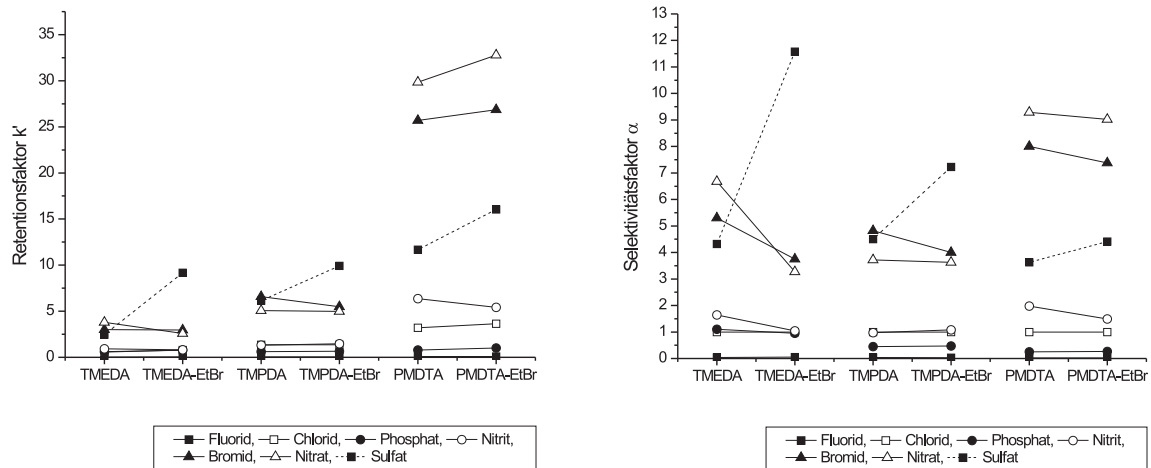 Retentionsfaktor k'
35
30
25
20
15
10
5
0
TMEDA TMEDA-EtBr TMPDA TMPDA-EtBr PMDTA PMDTA-EtBr
Fluorid, Chlorid, Phosphat, Nitrit,
Bromid, Nitrat, Sulfat
Selektivitätsfaktor α
13
12
11
10
9
8
7
6
5
4
3
2
1
0
TMEDA TMEDA-EtBr TMPDA TMPDA-EtBr PMDTA PMDTA-EtBr
Fluorid, Chlorid, Phosphat, Nitrit,
Bromid, Nitrat, Sulfat